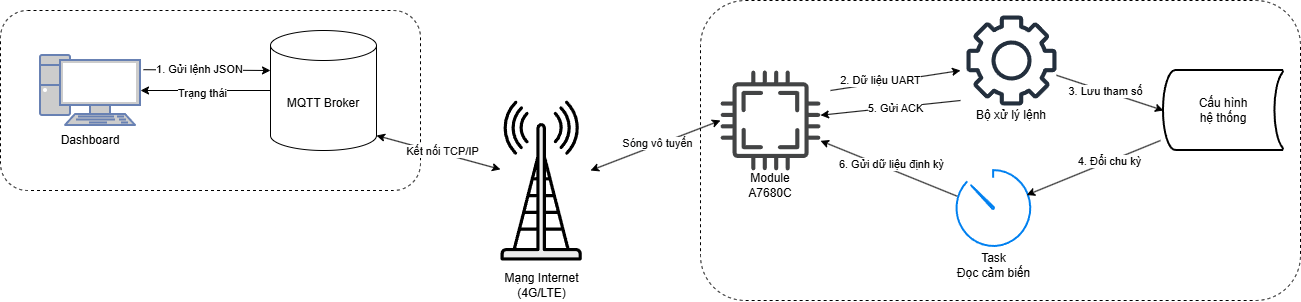 1. Gửi lệnh JSON
Trạng thái
Dashboard
MQTT Broker
Kết nối TCP/IP
Mạng Internet
(4G/LTE)
Sóng vô tuyến
Module
A7680C
2. Dữ liệu UART
5. Gửi ACK
6. Gửi dữ liệu định kỳ
Bộ xử lý lệnh
3. Lưu tham số
Cấu hình
hệ thống
4. Đổi chu kỳ
Task
Đọc cảm biến